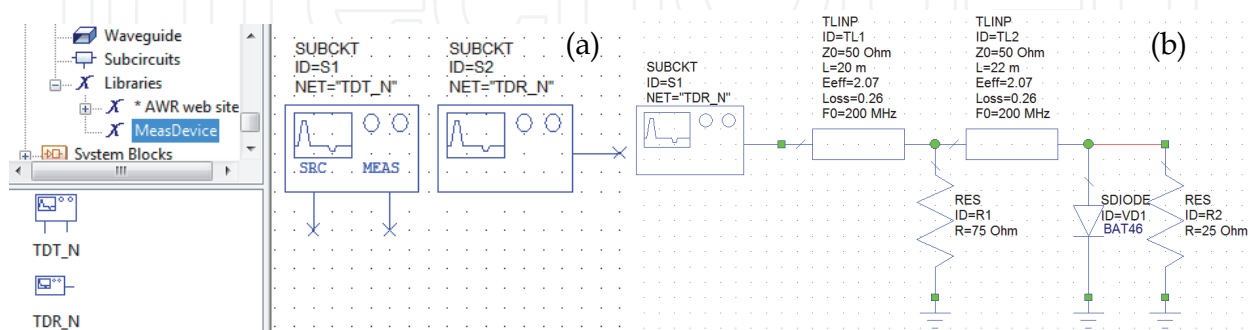 Waveguide
Subcircuits
Libraries
* AWR web site
MeasDevice
System Blocks
TDT_N
TDR_N
(a)
SUBCKT
ID=S1
NET="TDT_N"
SRC MEAS
SUBCKT
ID=S2
NET="TDR_N"
(b)
SUBCKT
ID=S1
NET="TDR_N"
TLINP
ID=TL1
Z0=50 Ohm
L=20 m
Eeff=2.07
Loss=0.26
F0=200 MHz
TLINP
ID=TL2
Z0=50 Ohm
L=22 m
Eeff=2.07
Loss=0.26
F0=200 MHz
RES
ID=R1
R=75 Ohm
SDIODE
ID=VD1
BAT46
RES
ID=R2
R=25 Ohm